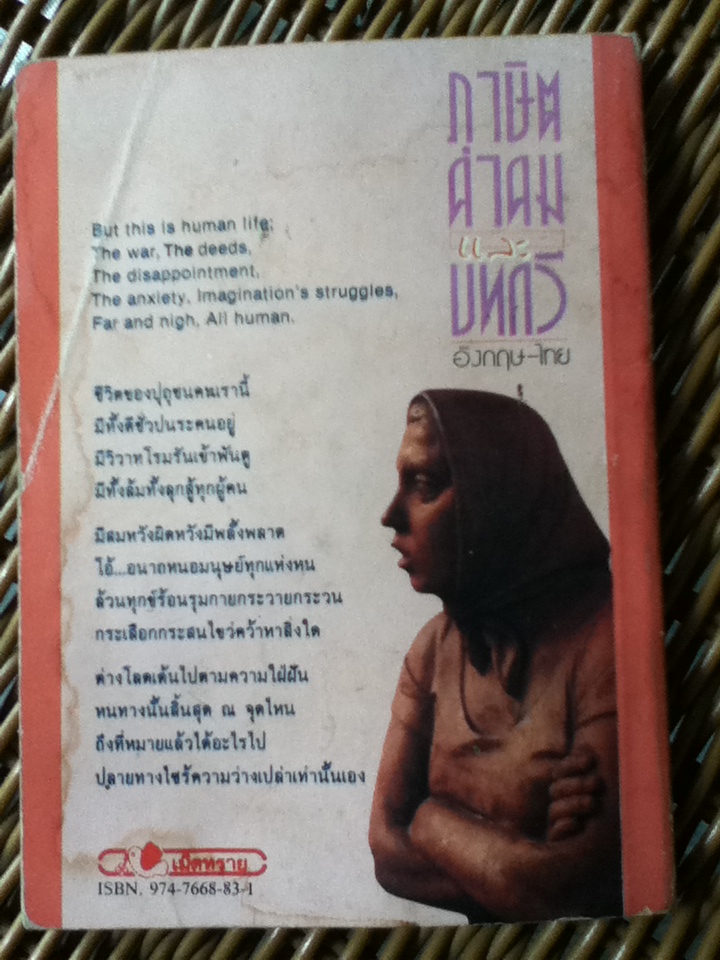 ภาษิต
คำคม
และ
บทกวี
อังกฤษ-ไทย
But this is human life;
The war, The deeds,
The disappointment,
The anxiety, Imagination's struggles,
Far and nigh, All human.
ชีวิตของปุถุชนคนเรานี้
มีทั้งดีชั่วปนระคนอยู่
มีวิวาทโรมรันเข้าพันตู
มีทั้งล้มทั้งลุกสู้ทุกผู้คน
มีสมหวังผิดหวังมีพลั้งพลาด
โอ้...อนาถหนอมนุษย์ทุกแห่งหน
ล้วนทุกข์ร้อนรุมกายกระวายกระวน
กระเลือกกระสนไขว่คว้าหาสิ่งใด
ต่างโลดเต้นไปตามความใฝ่ฝัน
หนทางนั้นสิ้นสุด ณ จุดไหน
ถึงที่หมายแล้วได้อะไรไป
ปลายทางไซร้ความว่างเปล่าเท่านั้นเอง
เม็ดทราย
ISBN. 974-7668-83-1